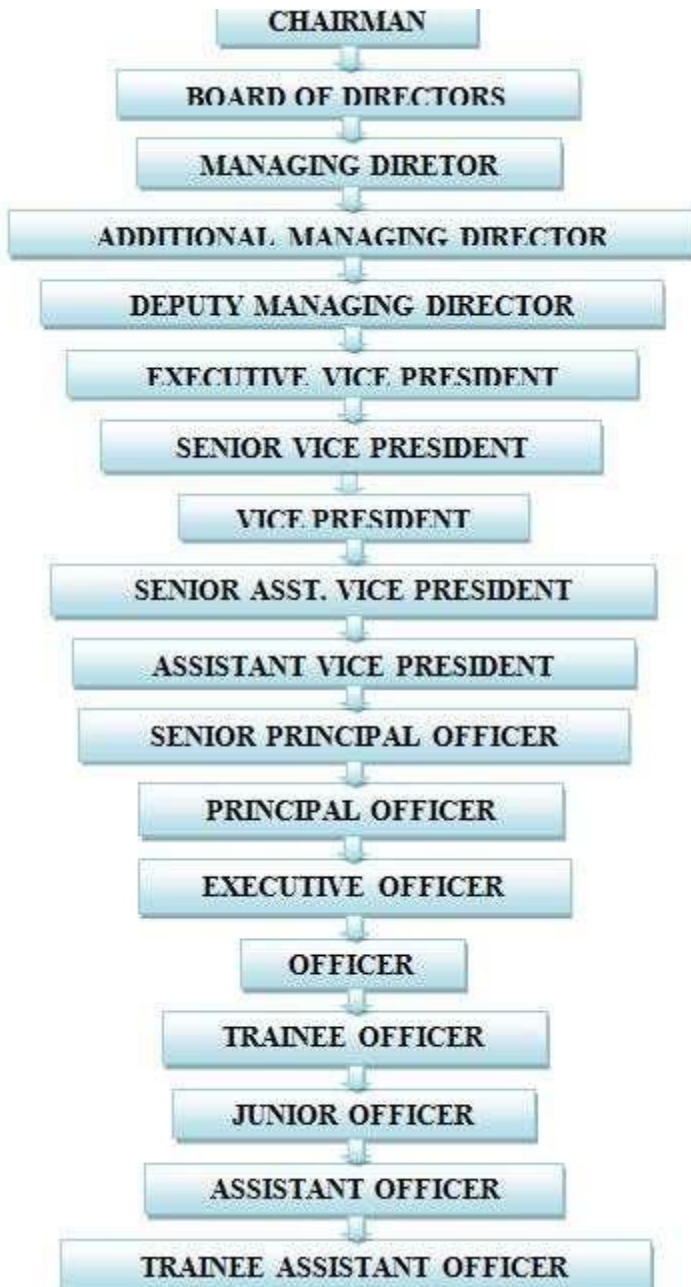 CHAIRMAN
BOARD OF DIRECTORS
MANAGING DIRETOR
ADDITIONAL MANAGING DIRECTOR
DEPUTY MANAGING DIRECTOR
EXECUTIVE VICE PRESIDENT
SENIOR VICE PRESIDENT
VICE PRESIDENT
SENIOR ASST. VICE PRESIDENT
ASSISTANT VICE PRESIDENT
SENIOR PRINCIPAL OFFICER
PRINCIPAL OFFICER
EXECUTIVE OFFICER
OFFICER
TRAINEE OFFICER
JUNIOR OFFICER
ASSISTANT OFFICER
TRAINEE ASSISTANT OFFICER